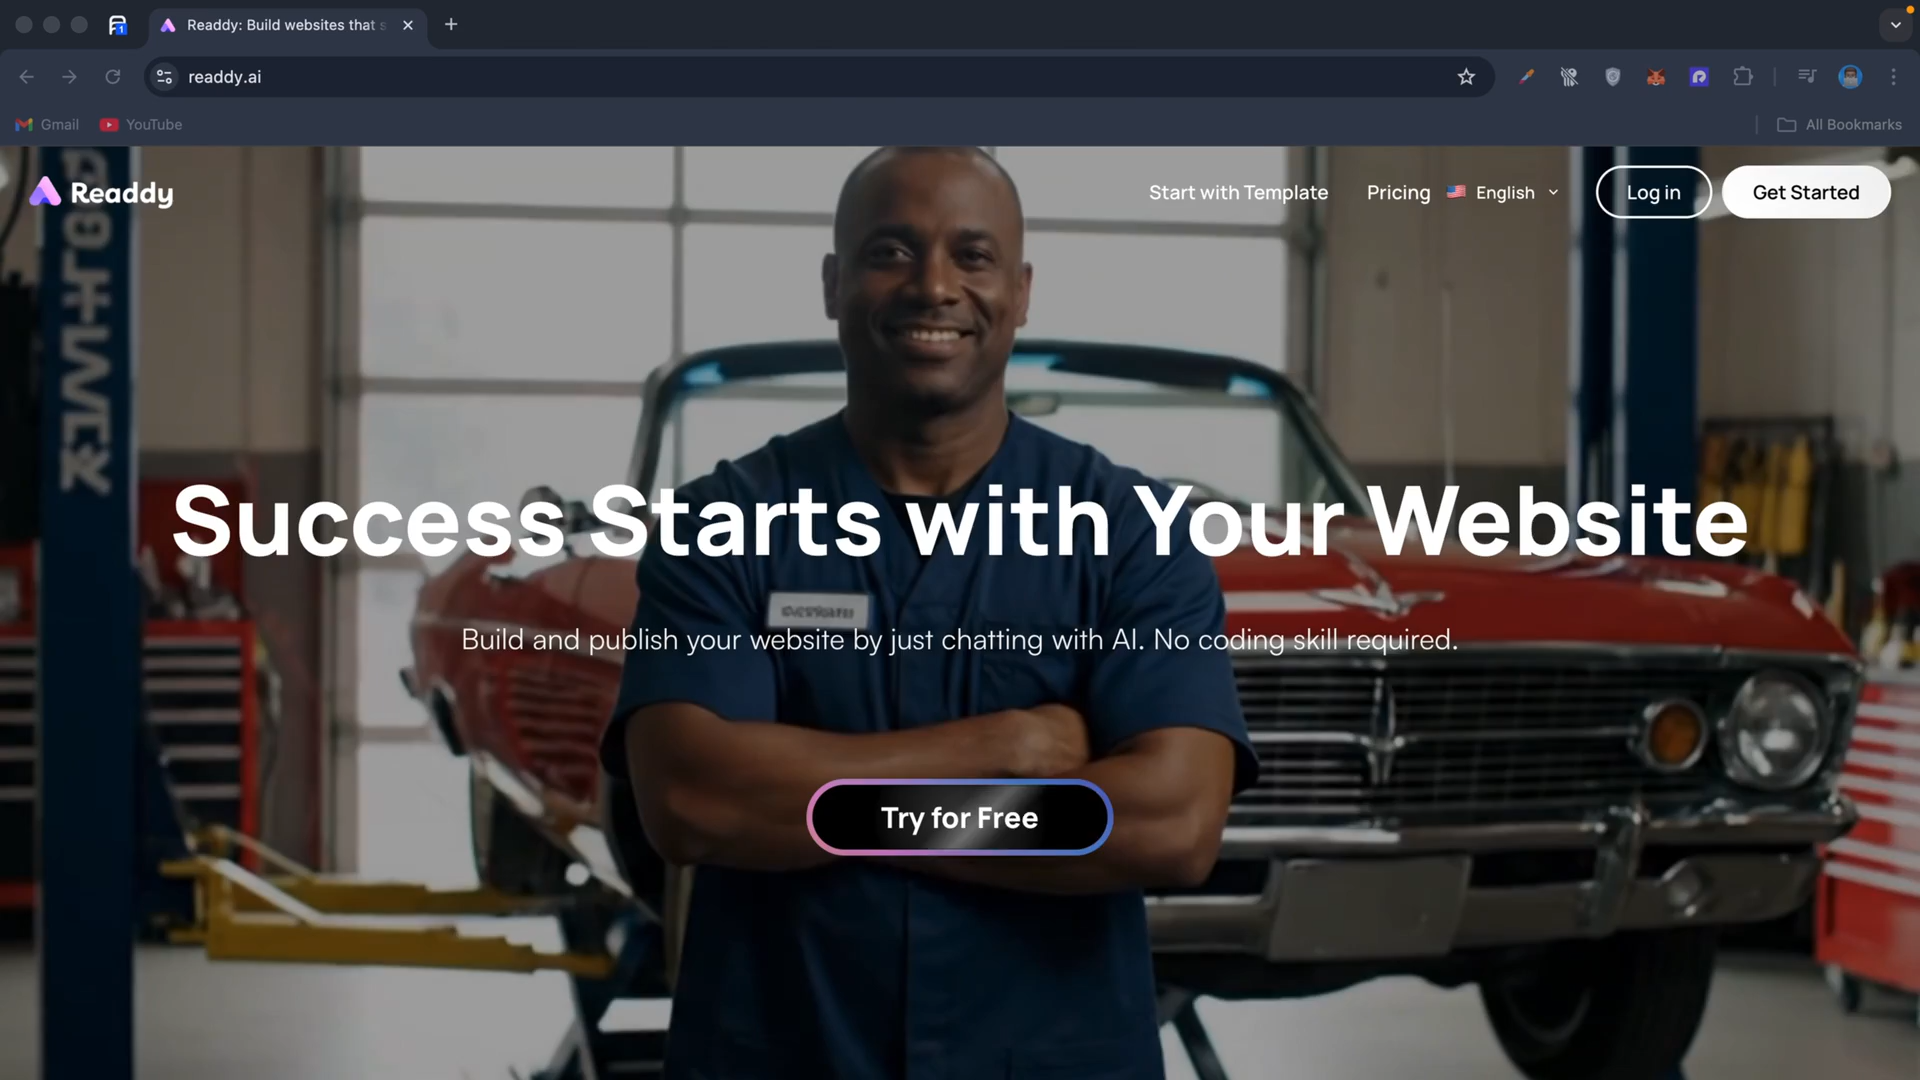 1
Readdy: Build websites that s
readdy.ai
Gmail
YouTube
All Bookmarks
Readdy
Start with Template
Pricing
English
Log in
Get Started
Success Starts with Your Website
Build and publish your website by just chatting with AI. No coding skill required.
Try for Free